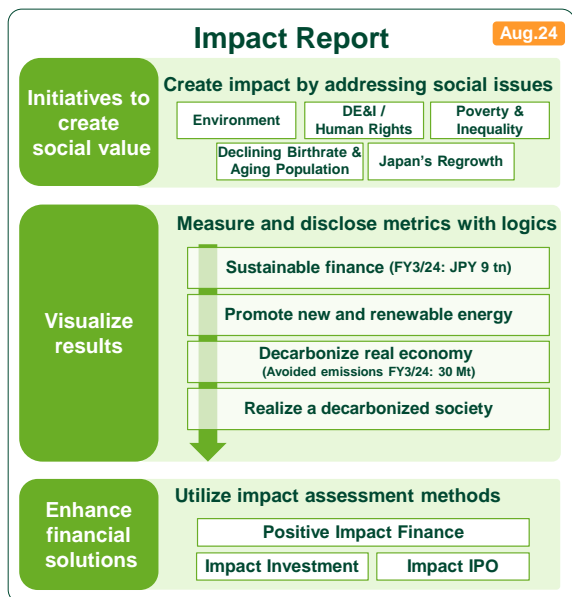 Impact Report
Aug.24
Initiatives to
create
social value
Create impact by addressing social issues
Environment
DE&I /
Human Rights
Poverty &
Inequality
Declining Birthrate &
Aging Population
Japan's Regrowth
Visualize
results
Measure and disclose metrics with logics
Sustainable finance (FY3/24: JPY 9 tn)
Promote new and renewable energy
Decarbonize real economy
(Avoided emissions FY3/24: 30 Mt)
Realize a decarbonized society
Enhance
financial
solutions
Utilize impact assessment methods
Positive Impact Finance
Impact Investment
Impact IPO